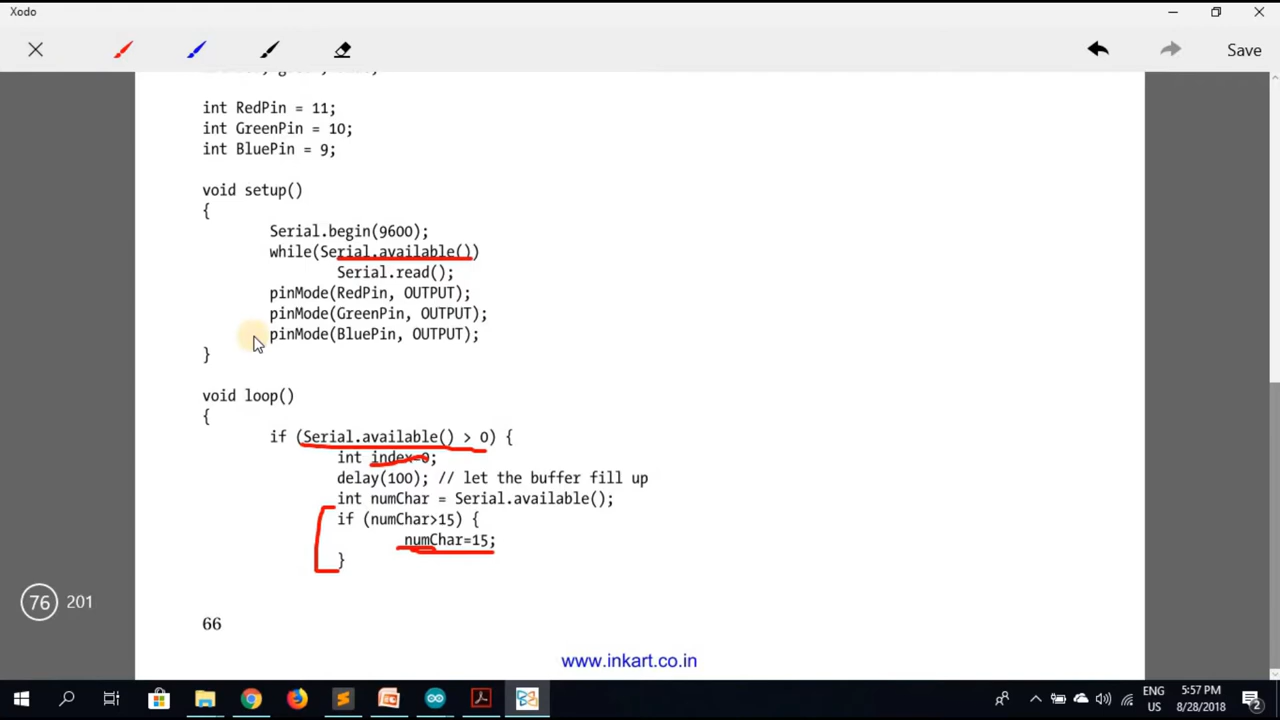 Xodo
Save
int RedPin = 11;
int GreenPin = 10;
int BluePin = 9;
void setup()
{
Serial.begin(9600);
while(Serial.available())
Serial.read();
pinMode(RedPin, OUTPUT);
pinMode(GreenPin, OUTPUT);
pinMode(BluePin, OUTPUT);
}
void loop()
{
if (Serial.available() > 0) {
int index=0;
delay(100); // let the buffer fill up
int numChar = Serial.available();
if (numChar>15) {
numChar=15;
}
76 201
66
www.inkart.co.in
ENG 5:57 PM
US 8/28/2018 2